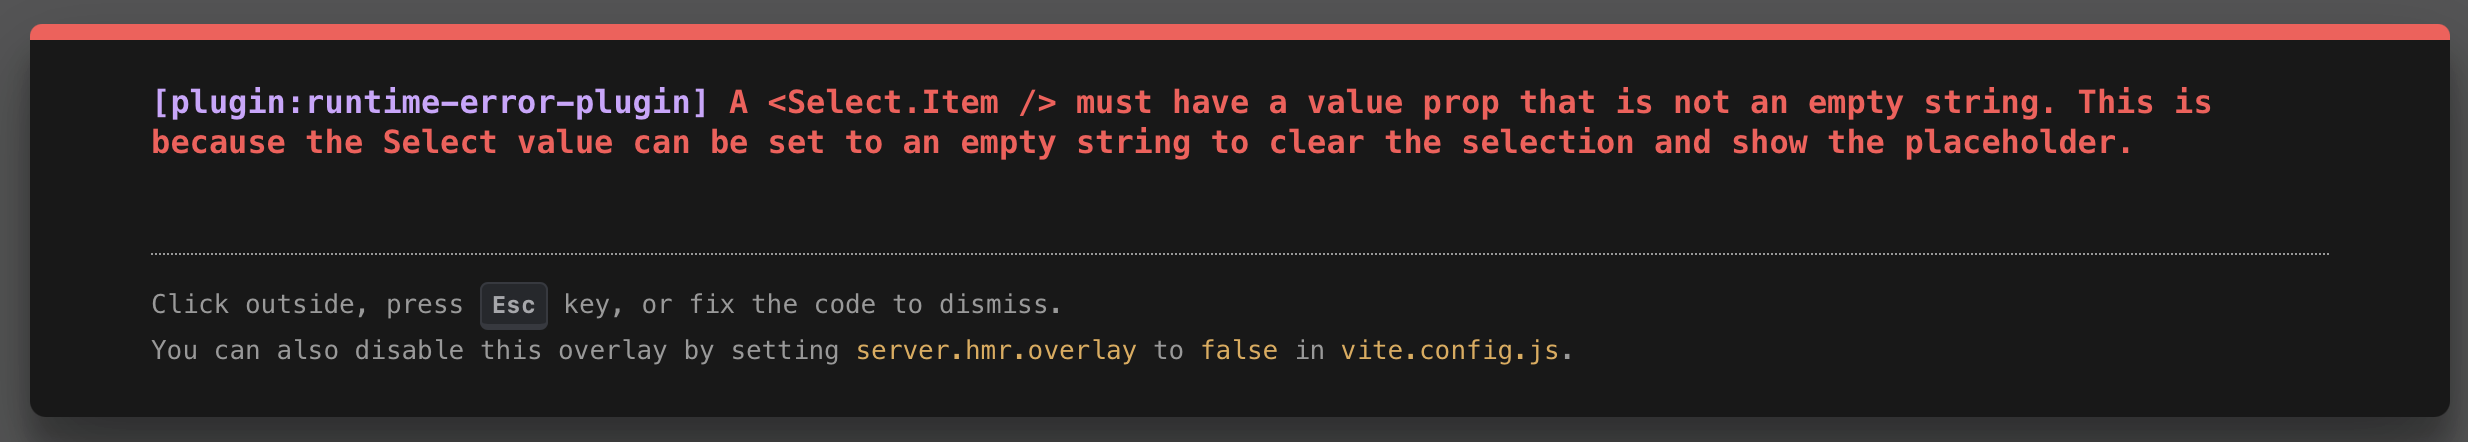 [plugin:runtime-error-plugin] A <Select.Item /> must have a value prop that is not an empty string. This is
because the Select value can be set to an empty string to clear the selection and show the placeholder.
Click outside, press Esc key, or fix the code to dismiss.
You can also disable this overlay by setting server.hmr.overlay to false in vite.config.js.